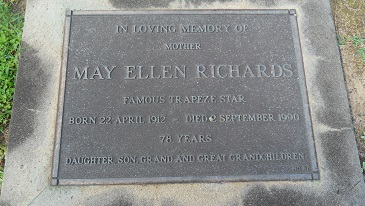 IN LOVING MEMORY OF
MOTHER
MAY ELLEN RICHARDS
FAMOUS TRAPEZE STAR
BORN 22 APRIL 1912 – DIED SEPTEMBER 1990
78 YEARS
DAUGHTER, SON, GRAND AND GREAT GRANDCHILDREN